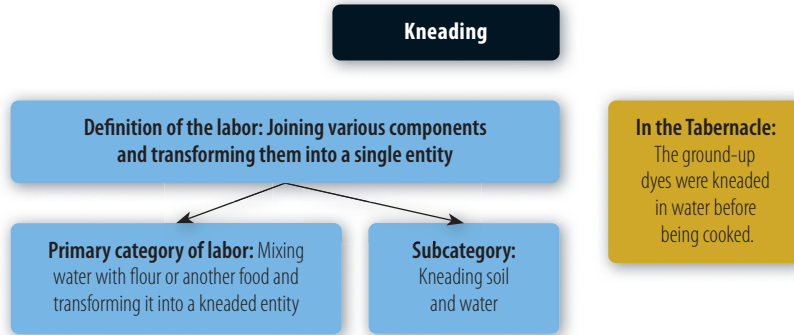 Kneading
Definition of the labor: Joining various components
and transforming them into a single entity
Primary category of labor: Mixing
water with flour or another food and
transforming it into a kneaded entity
Subcategory:
Kneading soil
and water
In the Tabernacle:
The ground-up
dyes were kneaded
in water before
being cooked.